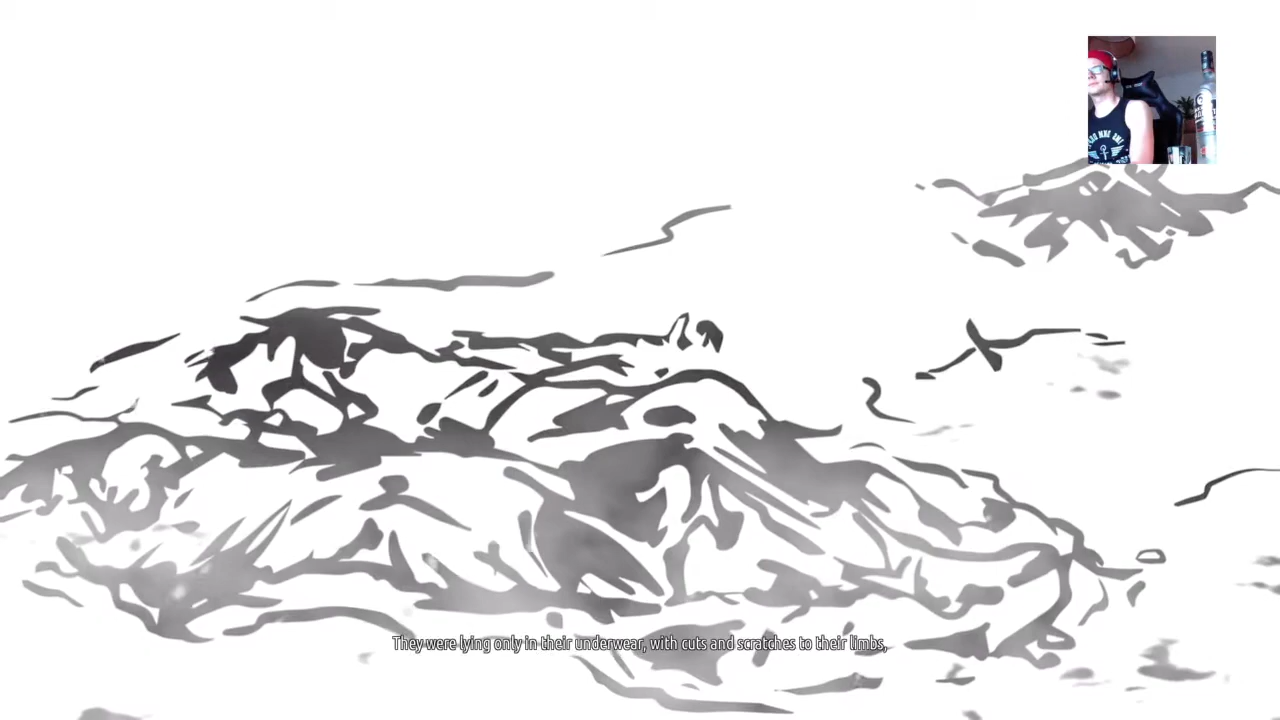 They were lying only in their underwear, with cuts and scratches to their limbs,